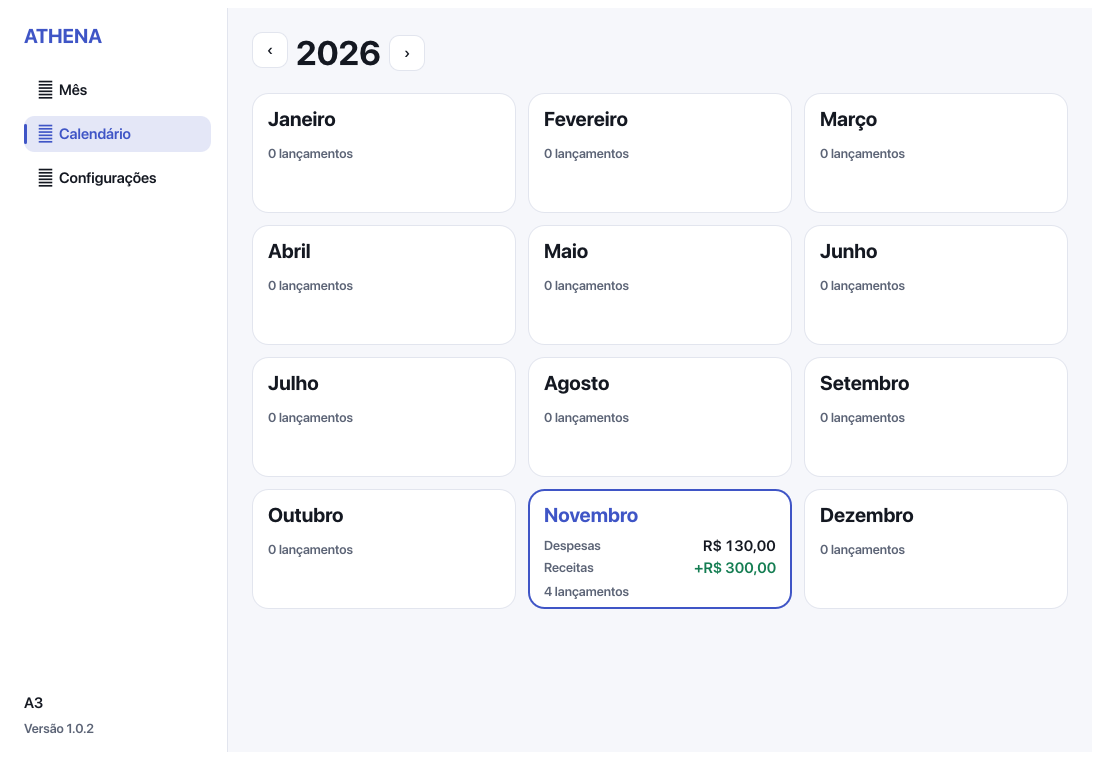 ATHENA
Mês
Calendário
Configurações
A3
Versão 1.0.2
‹ 2026 ›
Janeiro
0 lançamentos
Fevereiro
0 lançamentos
Março
0 lançamentos
Abril
0 lançamentos
Maio
0 lançamentos
Junho
0 lançamentos
Julho
0 lançamentos
Agosto
0 lançamentos
Setembro
0 lançamentos
Outubro
0 lançamentos
Novembro
Despesas R$ 130,00
Receitas +R$ 300,00
4 lançamentos
Dezembro
0 lançamentos